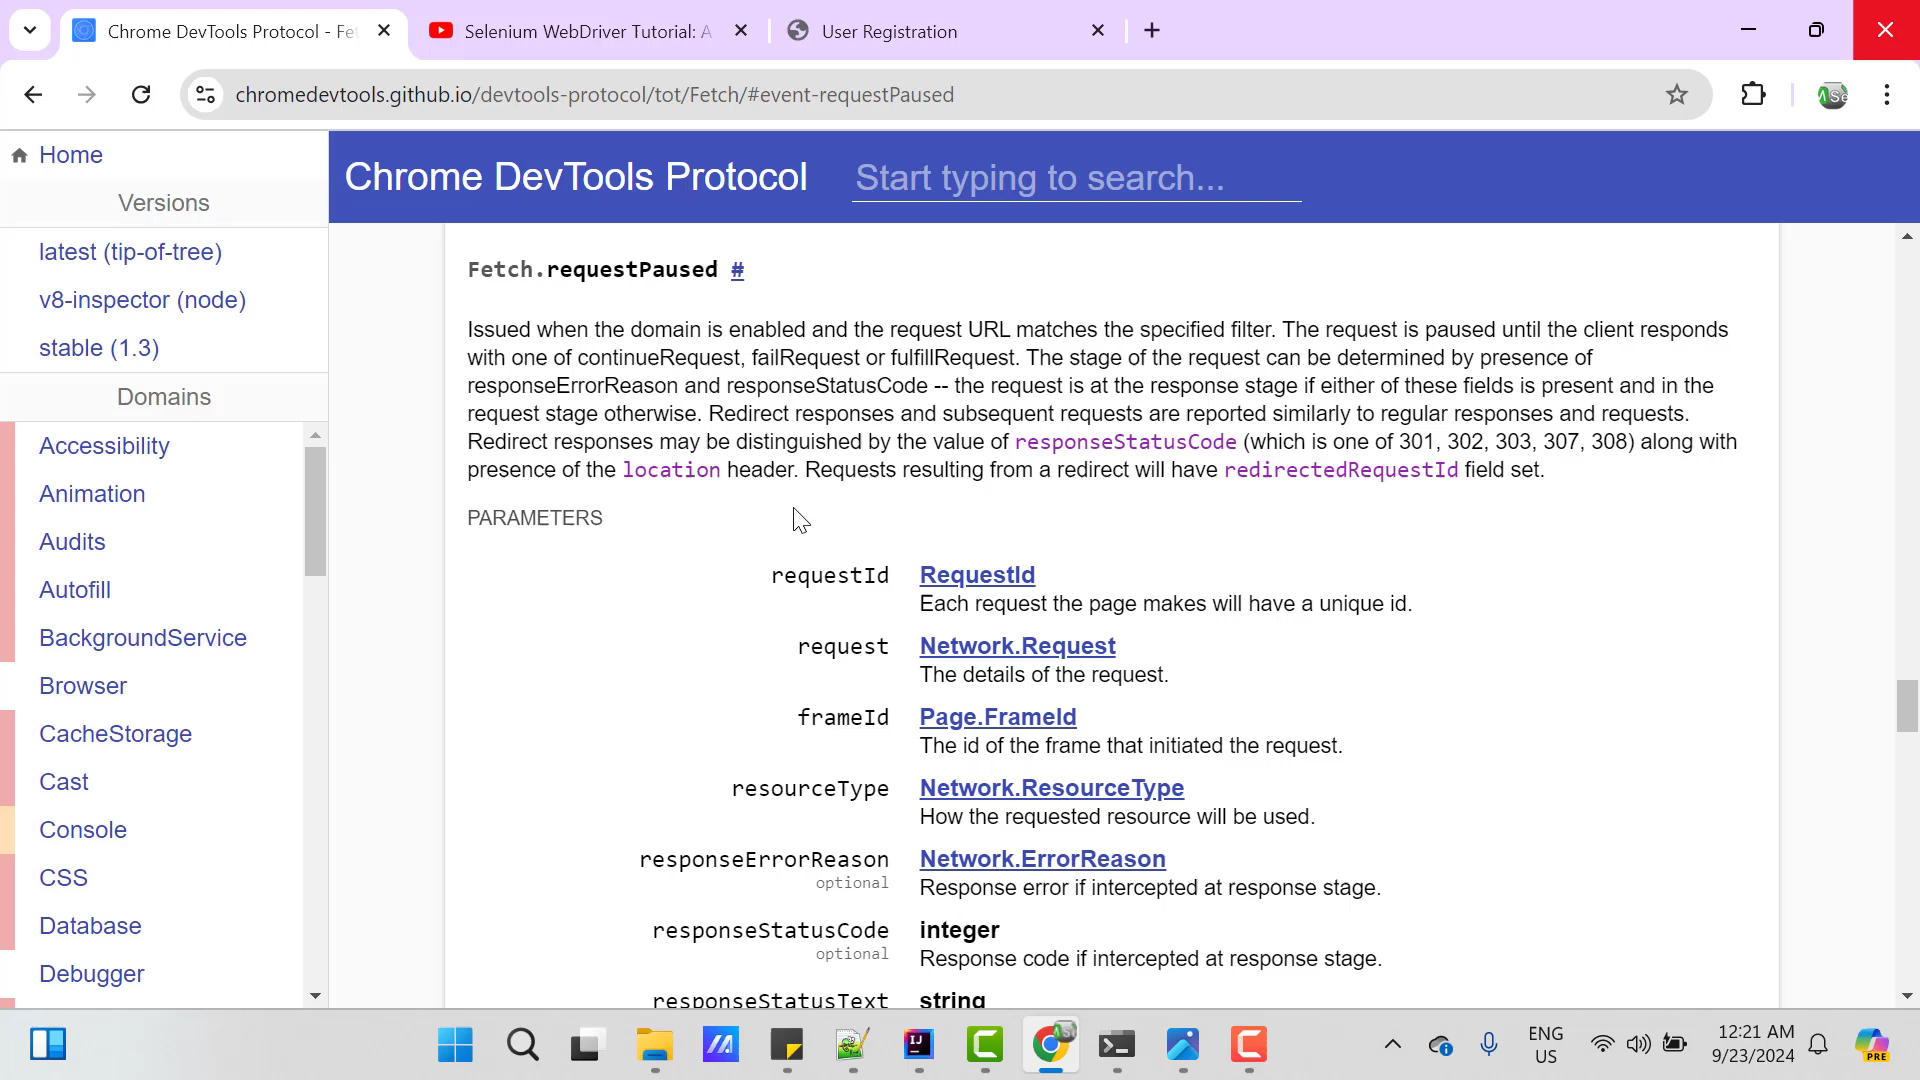 Chrome DevTools Protocol - Fet
Selenium WebDriver Tutorial: A
User Registration
chromedevtools.github.io/devtools-protocol/tot/Fetch/#event-requestPaused
Home
Versions
latest (tip-of-tree)
v8-inspector (node)
stable (1.3)
Domains
Accessibility
Animation
Audits
Autofill
BackgroundService
Browser
CacheStorage
Cast
Console
CSS
Database
Debugger
Chrome DevTools Protocol
Start typing to search...
Fetch.requestPaused #
Issued when the domain is enabled and the request URL matches the specified filter. The request is paused until the client responds
with one of continueRequest, failRequest or fulfillRequest. The stage of the request can be determined by presence of
responseErrorReason and responseStatusCode -- the request is at the response stage if either of these fields is present and in the
request stage otherwise. Redirect responses and subsequent requests are reported similarly to regular responses and requests.
Redirect responses may be distinguished by the value of responseStatusCode (which is one of 301, 302, 303, 307, 308) along with
presence of the location header. Requests resulting from a redirect will have redirectedRequestId field set.
PARAMETERS
requestId RequestId
Each request the page makes will have a unique id.
request Network.Request
The details of the request.
frameId Page.FrameId
The id of the frame that initiated the request.
resourceType Network.ResourceType
How the requested resource will be used.
responseErrorReason Network.ErrorReason
optional Response error if intercepted at response stage.
responseStatusCode integer
optional Response code if intercepted at response stage.
responseStatusText string
ENG
US
12:21 AM
9/23/2024
PRE